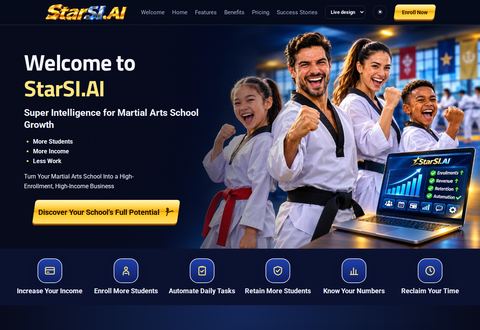 StarSI.AI
Welcome Home Features Benefits Pricing Success Stories Live design Enroll Now
Welcome to
StarSI.AI
Super Intelligence for Martial Arts School
Growth
More Students
More Income
Less Work
Turn Your Martial Arts School Into a High-
Enrollment, High-Income Business
Discover Your School's Full Potential
StarSI.AI
Enrollments
Revenue
Retention
Automation
Increase Your Income
Enroll More Students
Automate Daily Tasks
Retain More Students
Know Your Numbers
Reclaim Your Time